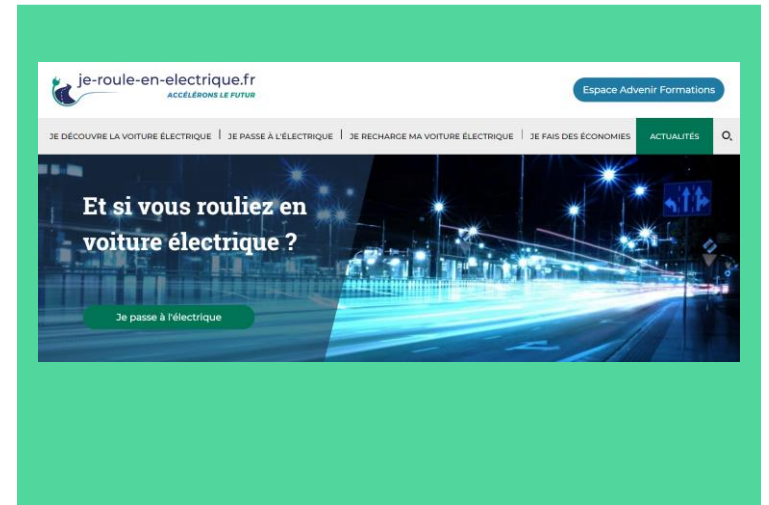 je-roule-en-electrique.fr
ACCÉLÉRONS LE FUTUR
Espace Advenir Formations
JE DÉCOUVRE LA VOITURE ÉLECTRIQUE | JE PASSE À L'ÉLECTRIQUE | JE RECHARGE MA VOITURE ÉLECTRIQUE | JE FAIS DES ÉCONOMIES ACTUALITÉS
Et si vous rouliez en
voiture électrique ?
Je passe à l'électrique